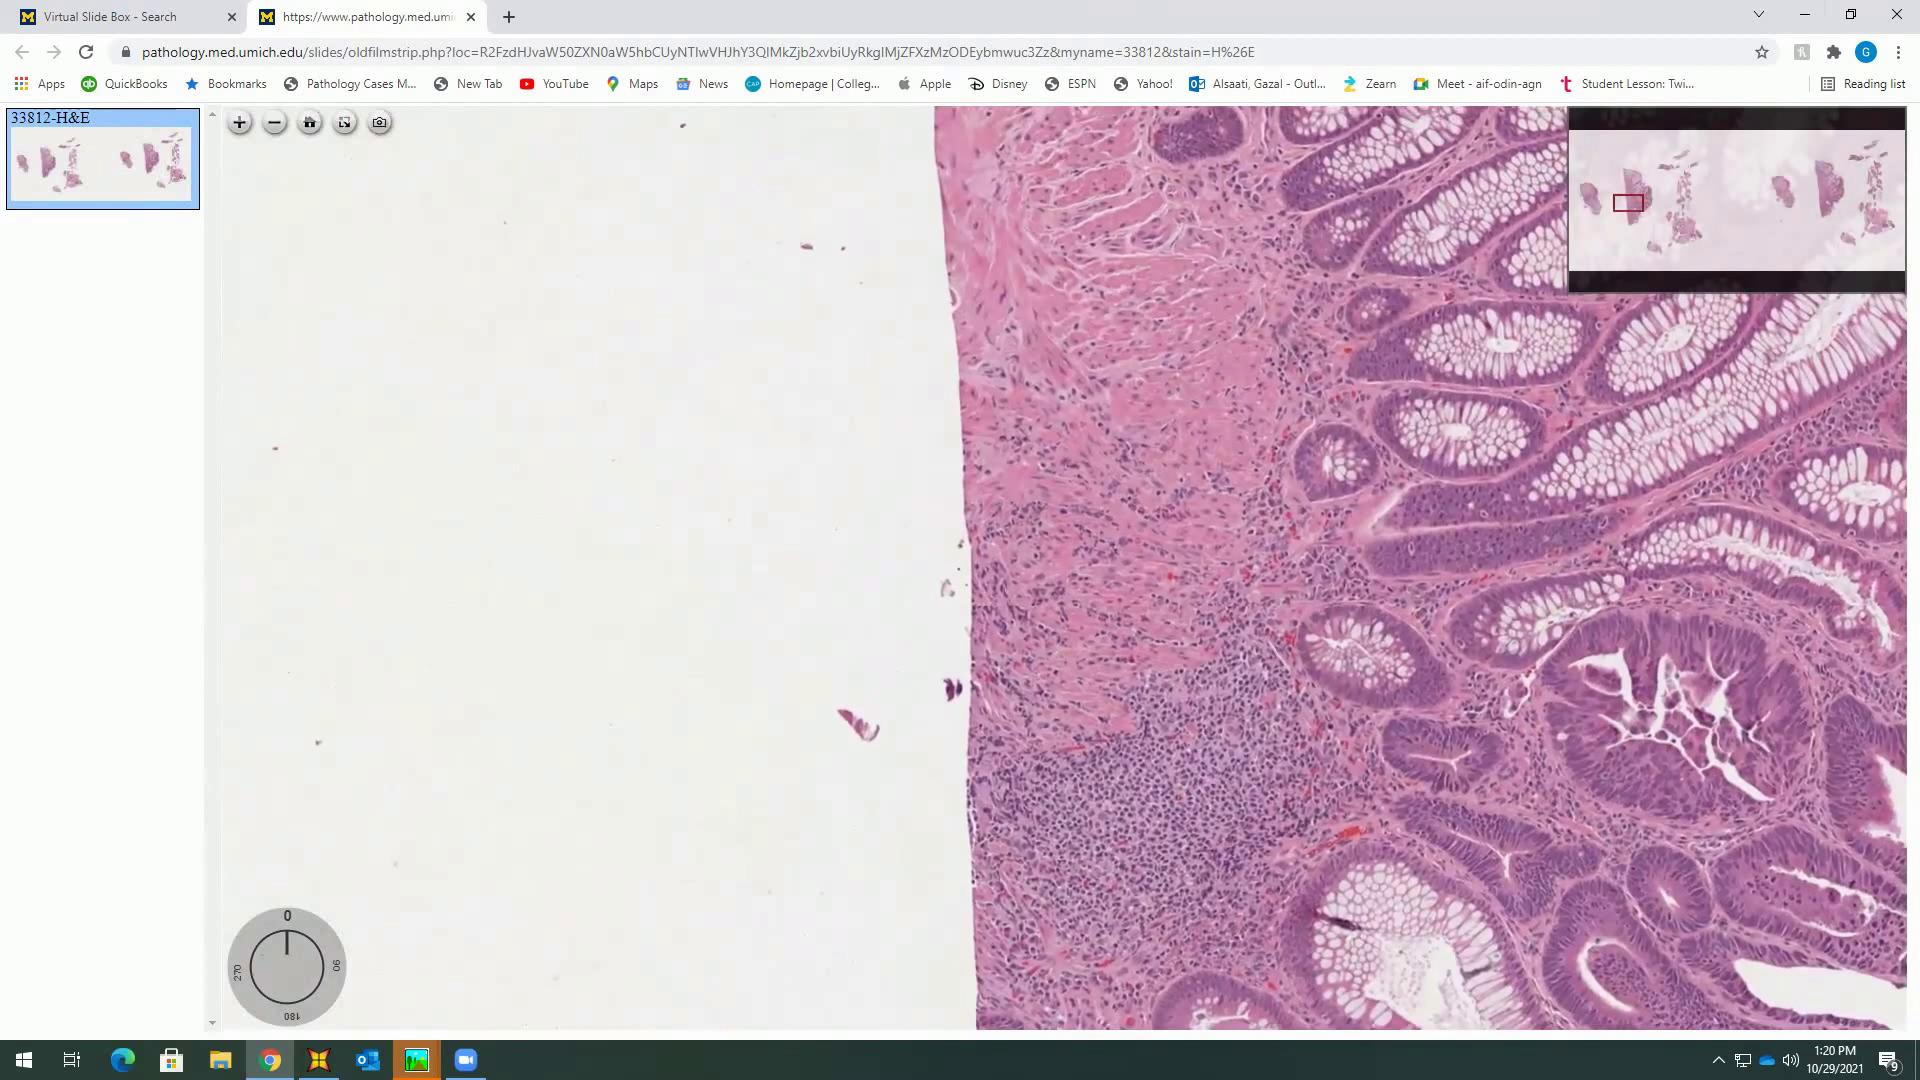 Virtual Slide Box - Search
https://www.pathology.med.umi
pathology.med.umich.edu/slides/oldfilmstrip.php?loc=R2FzdHJvaW50ZXN0aW5hbCUyNTIwVHJhY3QlMkZjb2xvbiUyRkglMjZFXzMzODEybmwuc3Zz&myname=33812&stain=H%26E
G
Apps QuickBooks Bookmarks Pathology Cases M... New Tab YouTube Maps News Homepage | Colleg... Apple Disney ESPN Yahoo! Alsaati, Gazal - Outl... Zearn Meet - aif-odin-agn Student Lesson: Twi... Reading list
33812-H&E
0
270
90
180
1:20 PM
10/29/2021
9